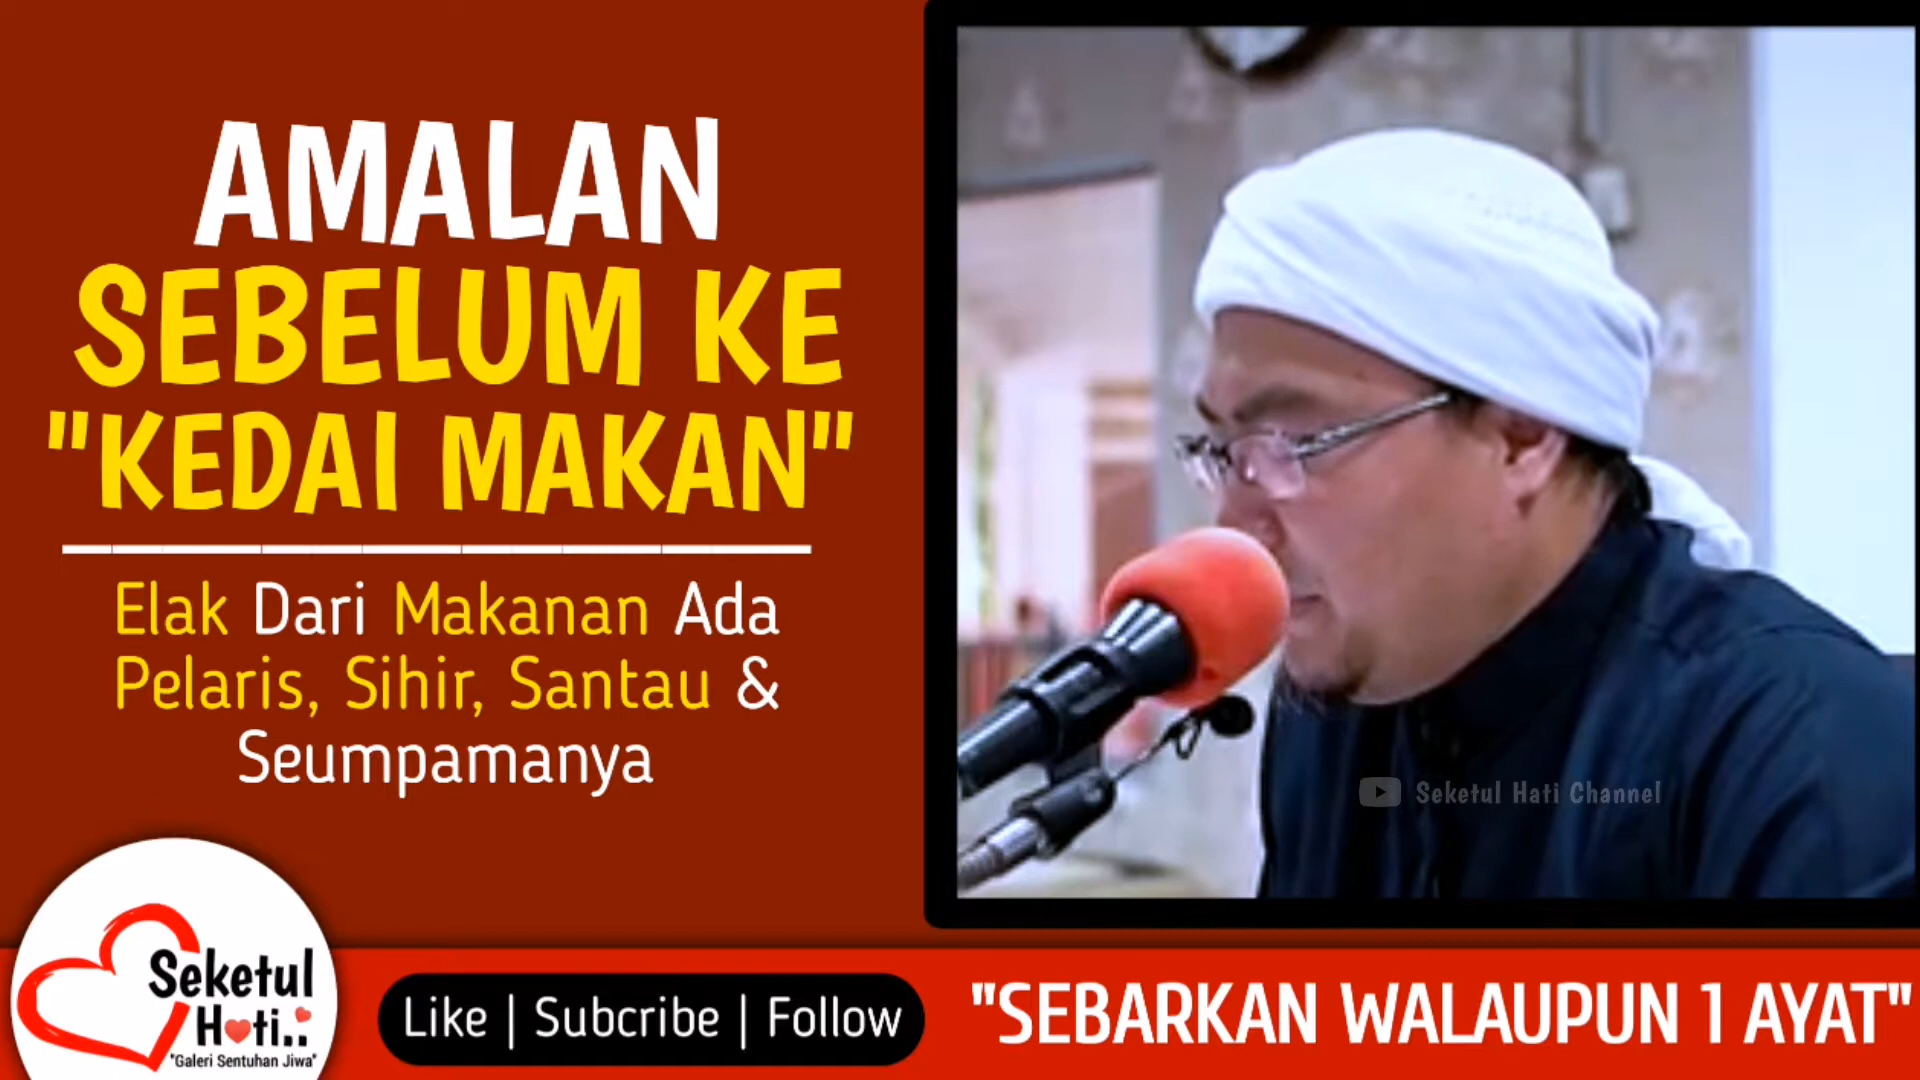 AMALAN
SEBELUM KE
"KEDAI MAKAN"
Elak Dari Makanan Ada
Pelaris, Sihir, Santau &
Seumpamanya
Seketul Hati Channel
Seketul
Hati..
"Galeri Sentuhan Jiwa"
Like | Subcribe | Follow
"SEBARKAN WALAUPUN 1 AYAT"